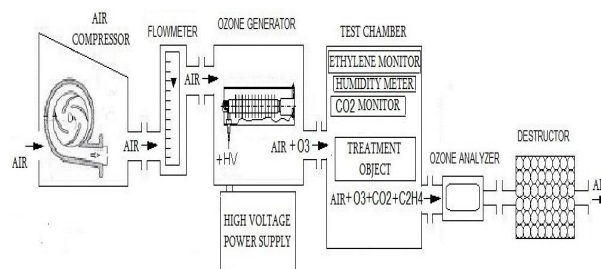 AIR
COMPRESSOR
FLOWMETER
OZONE GENERATOR
TEST CHAMBER
ETHYLENE MONITOR
HUMIDITY METER
CO2 MONITOR
TREATMENT
OBJECT
OZONE ANALYZER
DESTRUCTOR
AIR
AIR
AIR
+HV
AIR +O3
AIR+O3+CO2+C2H4
HIGH VOLTAGE
POWER SUPPLY